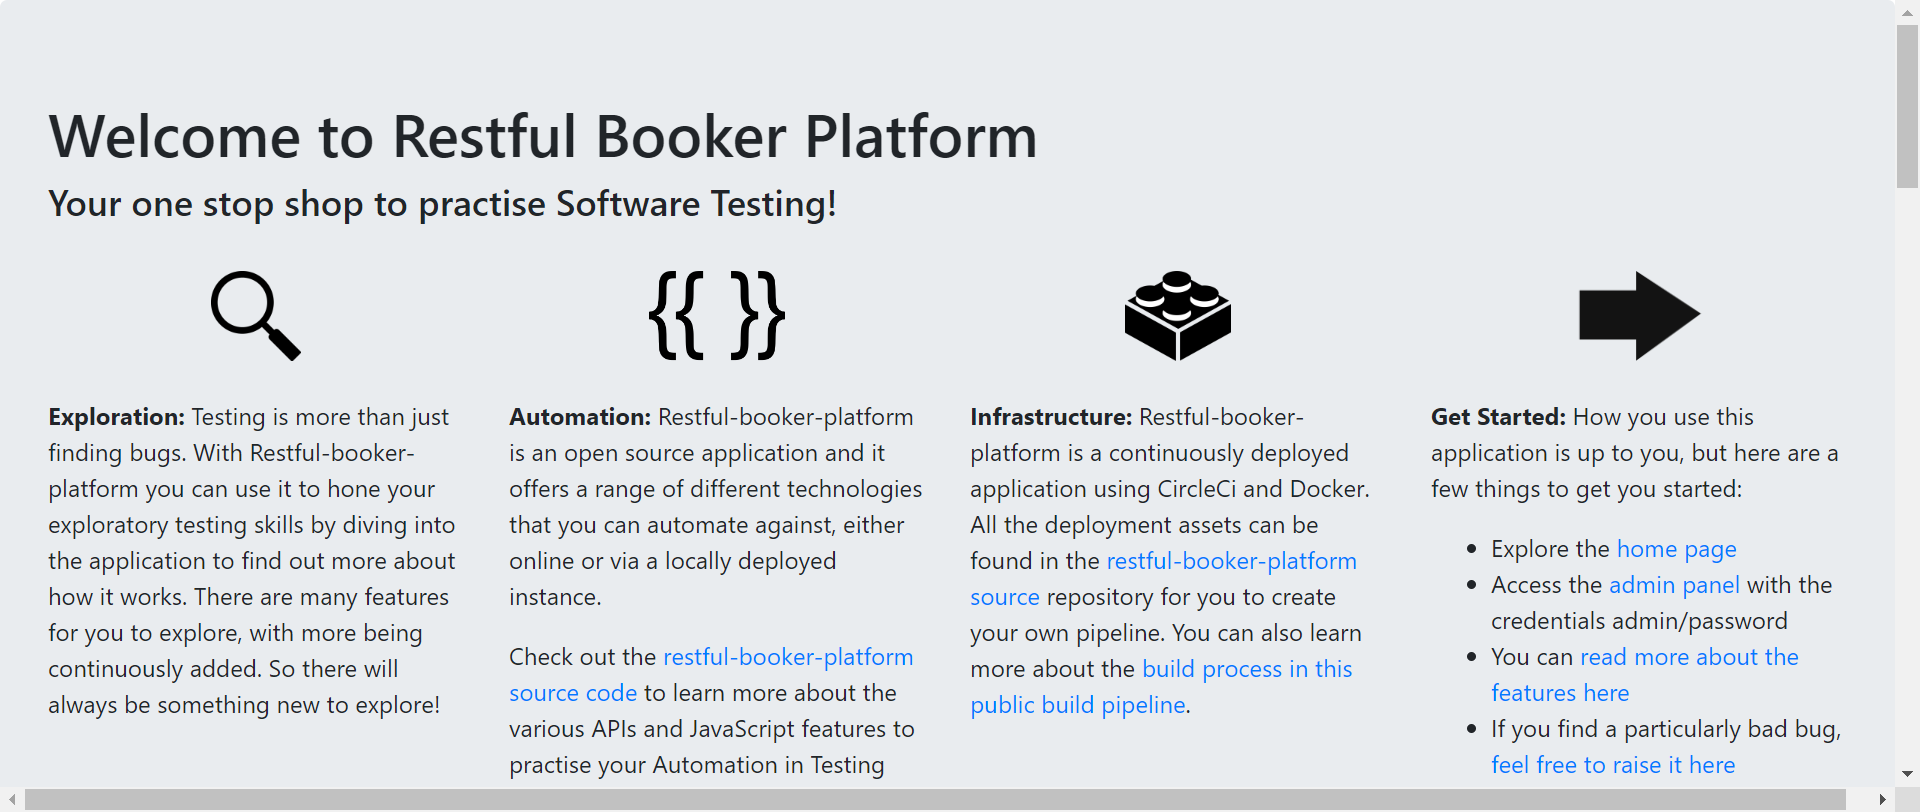 Welcome to Restful Booker Platform
Your one stop shop to practise Software Testing!
{{ }}
Exploration: Testing is more than just
finding bugs. With Restful-booker-
platform you can use it to hone your
exploratory testing skills by diving into
the application to find out more about
how it works. There are many features
for you to explore, with more being
continuously added. So there will
always be something new to explore!
Automation: Restful-booker-platform
is an open source application and it
offers a range of different technologies
that you can automate against, either
online or via a locally deployed
instance.
Check out the restful-booker-platform
source code to learn more about the
various APIs and JavaScript features to
practise your Automation in Testing
Infrastructure: Restful-booker-
platform is a continuously deployed
application using CircleCi and Docker.
All the deployment assets can be
found in the restful-booker-platform
source repository for you to create
your own pipeline. You can also learn
more about the build process in this
public build pipeline.
Get Started: How you use this
application is up to you, but here are a
few things to get you started:
• Explore the home page
• Access the admin panel with the
credentials admin/password
• You can read more about the
features here
• If you find a particularly bad bug,
feel free to raise it here